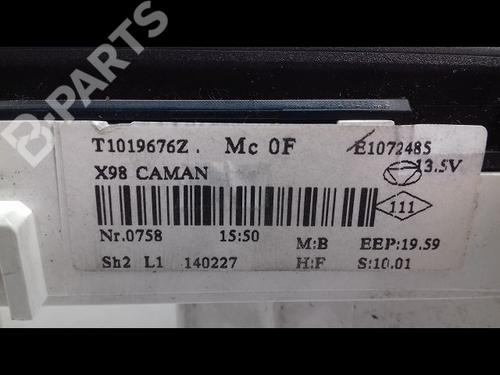 B-PARTS
T1019676Z. Mc 0F E1072485
X98 CAMAN 13.5V
111
Nr.0758 15:50 M:B EEP:19.59
Sh2 L1 140227 H:F S:10.01